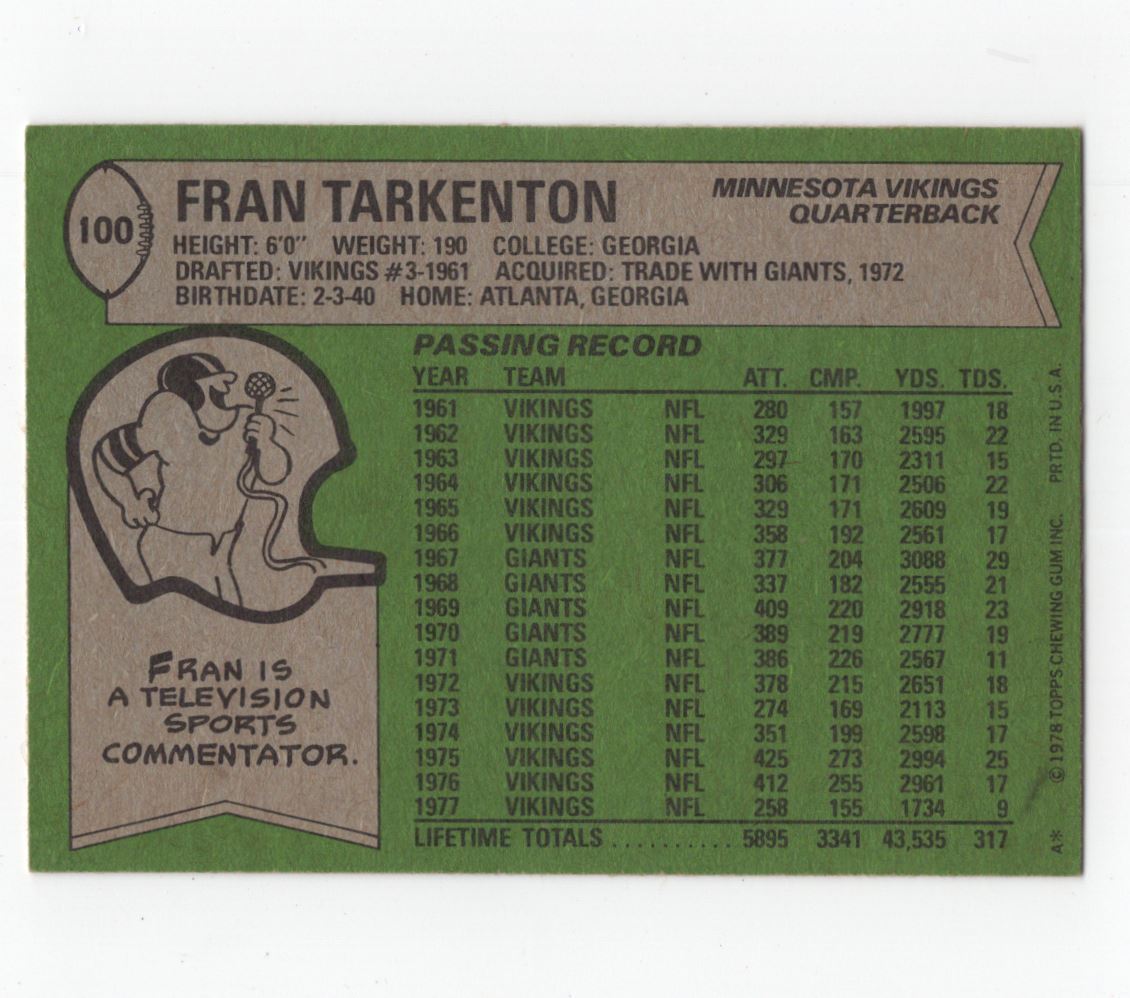 100
FRAN TARKENTON
MINNESOTA VIKINGS
QUARTERBACK
HEIGHT: 6'0" WEIGHT: 190 COLLEGE: GEORGIA
DRAFTED: VIKINGS #3-1961 ACQUIRED: TRADE WITH GIANTS, 1972
BIRTHDATE: 2-3-40 HOME: ATLANTA, GEORGIA
PASSING RECORD
YEAR TEAM ATT. CMP. YDS. TDS.
1961 VIKINGS NFL 280 157 1997 18
1962 VIKINGS NFL 329 163 2595 22
1963 VIKINGS NFL 297 170 2311 15
1964 VIKINGS NFL 306 171 2506 22
1965 VIKINGS NFL 329 171 2609 19
1966 VIKINGS NFL 358 192 2561 17
1967 GIANTS NFL 377 204 3088 29
1968 GIANTS NFL 337 182 2555 21
1969 GIANTS NFL 409 220 2918 23
1970 GIANTS NFL 389 219 2777 19
1971 GIANTS NFL 386 226 2567 11
1972 VIKINGS NFL 378 215 2651 18
1973 VIKINGS NFL 274 169 2113 15
1974 VIKINGS NFL 351 199 2598 17
1975 VIKINGS NFL 425 273 2994 25
1976 VIKINGS NFL 412 255 2961 17
1977 VIKINGS NFL 258 155 1734 9
LIFETIME TOTALS .......... 5895 3341 43,535 317
FRAN IS
A TELEVISION
SPORTS
COMMENTATOR.
A* © 1978 TOPPS CHEWING GUM INC. PRTD. IN U.S.A.